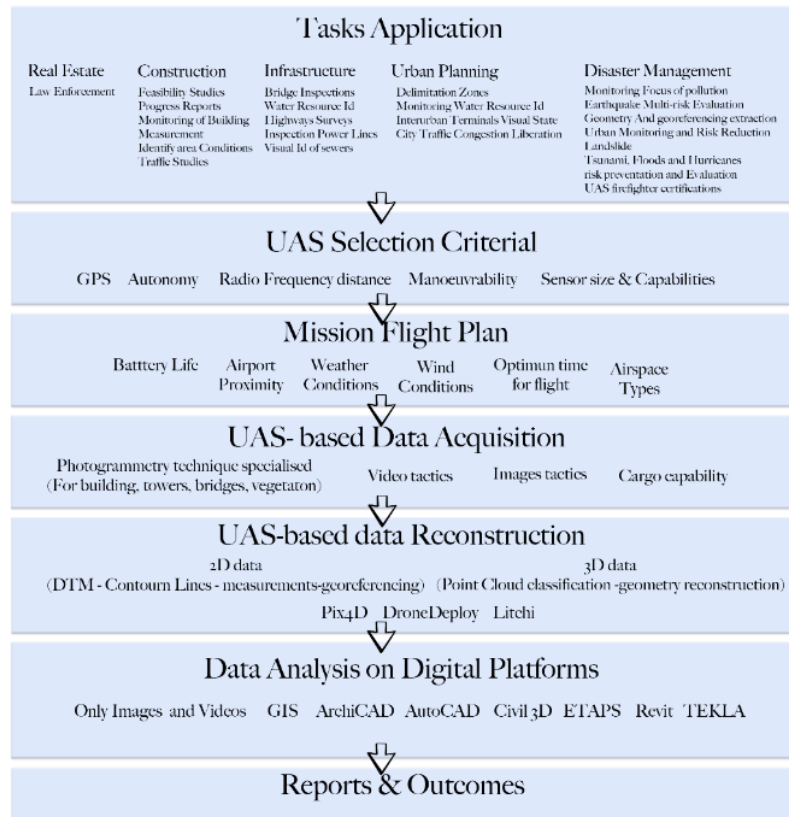 Tasks Application
Real Estate
Law Enforcement
Construction
Feasibility Studies
Progress Reports
Monitoring of Building
Measurement
Identify area Conditions
Traffic Studies
Infrastructure
Bridge Inspections
Water Resource Id
Highways Surveys
Inspection Power Lines
Visual Id of sewers
Urban Planning
Delimitation Zones
Monitoring Water Resource Id
Interurban Terminals Visual State
City Traffic Congestion Liberation
Disaster Management
Monitoring Focus of pollution
Earthquake Multi-risk Evaluation
Geometry And georeferencing extraction
Urban Monitoring and Risk Reduction
Landslide
Tsunami, Floods and Hurricanes
risk preventation and Evaluation
UAS firefighter certifications
UAS Selection Criterial
GPS Autonomy Radio Frequency distance Manoeuvrability Sensor size & Capabilities
Mission Flight Plan
Batttery Life
Airport
Proximity
Weather
Conditions
Wind
Conditions
Optimun time
for flight
Airspace
Types
UAS- based Data Acquisition
Photogrammetry technique specialised
(For building, towers, bridges, vegetaton)
Video tactics
Images tactics
Cargo capability
UAS-based data Reconstruction
2D data
(DTM - Contourn Lines - measurements-georeferencing)
3D data
(Point Cloud classification -geometry reconstruction)
Pix4D DroneDeploy Litchi
Data Analysis on Digital Platforms
Only Images and Videos GIS ArchiCAD AutoCAD Civil 3D ETAPS Revit TEKLA
Reports & Outcomes